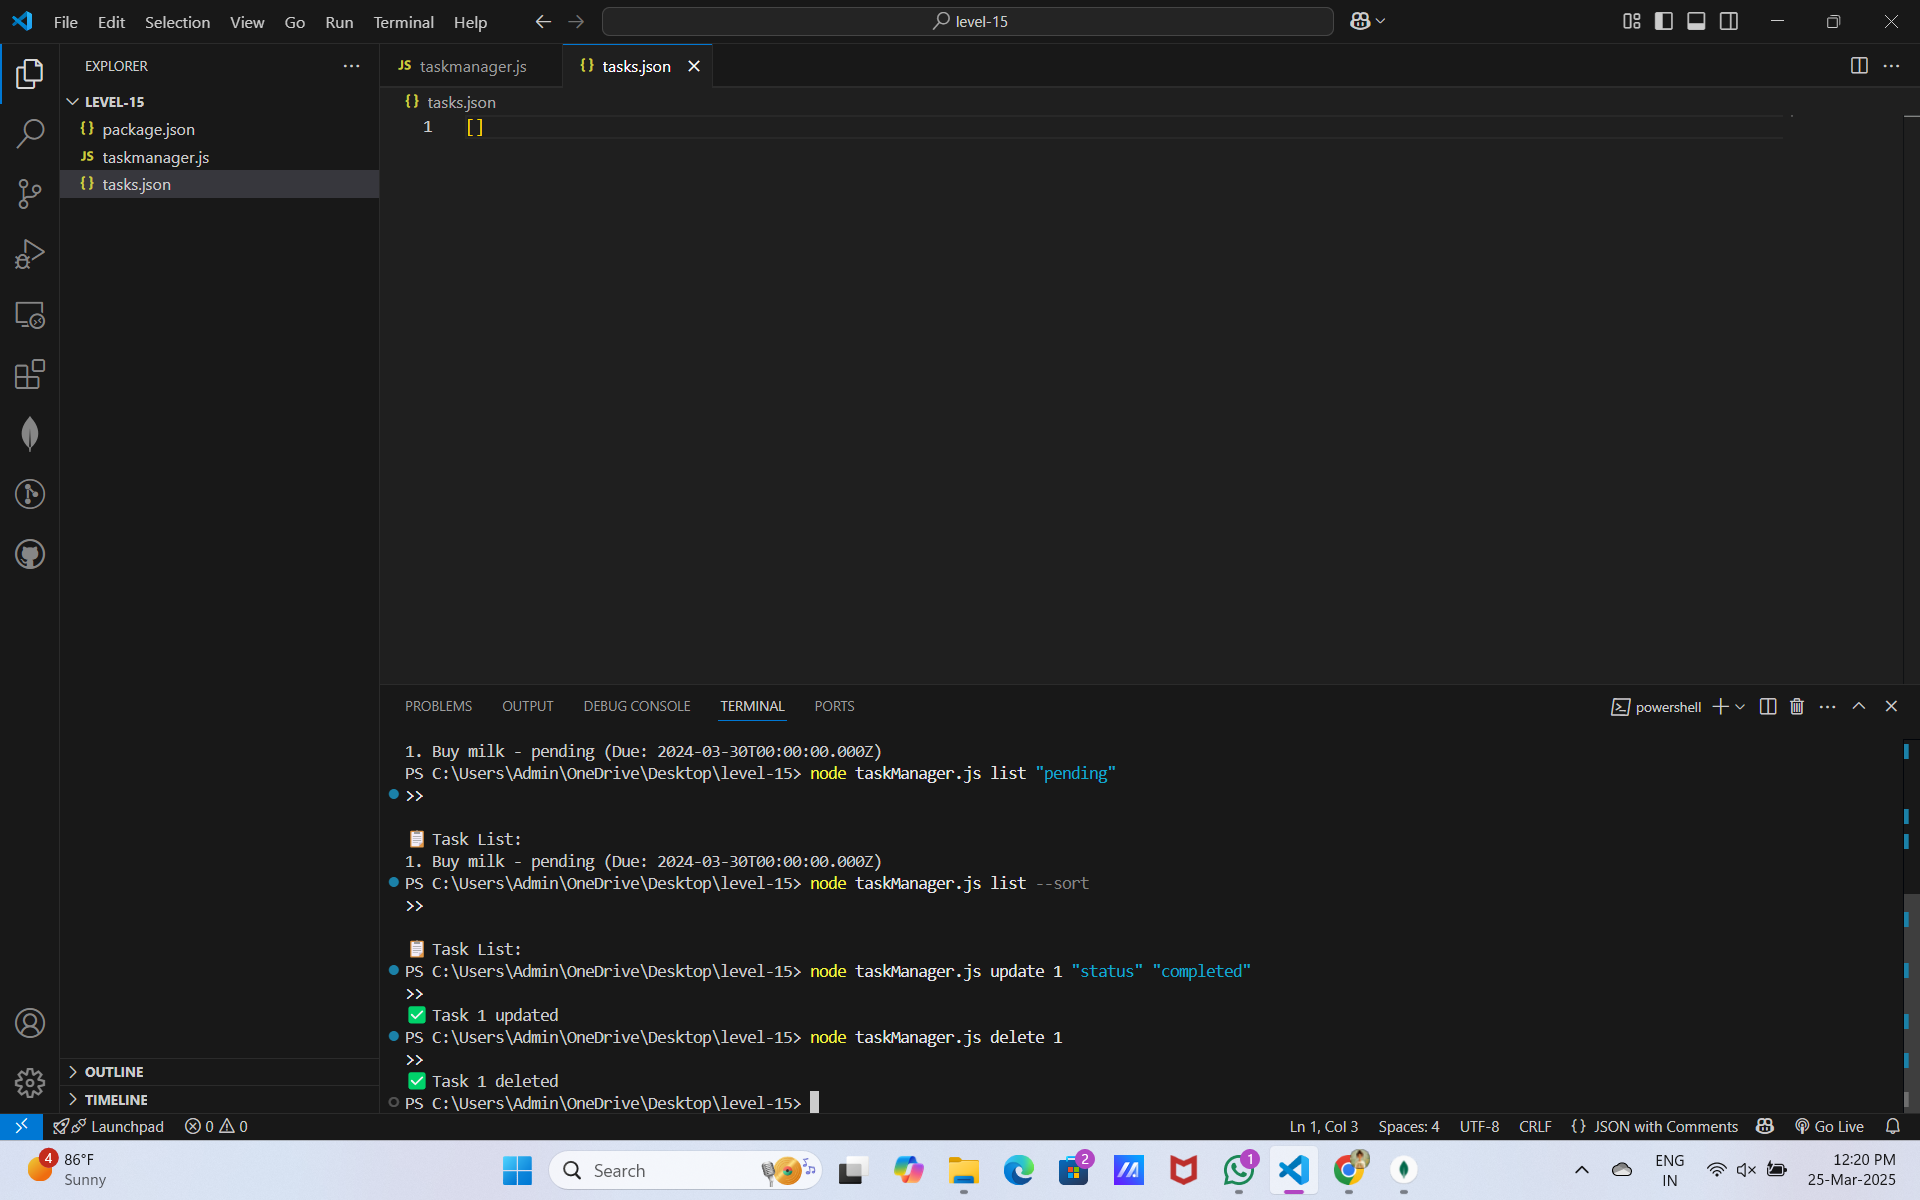 File Edit Selection View Go Run Terminal Help
level-15
EXPLORER
LEVEL-15
{} package.json
JS taskmanager.js
{} tasks.json
JS taskmanager.js
{} tasks.json
{} tasks.json
1 []
PROBLEMS OUTPUT DEBUG CONSOLE TERMINAL PORTS
powershell
1. Buy milk - pending (Due: 2024-03-30T00:00:00.000Z)
PS C:\Users\Admin\OneDrive\Desktop\level-15> node taskManager.js list "pending"
>>
📋 Task List:
1. Buy milk - pending (Due: 2024-03-30T00:00:00.000Z)
PS C:\Users\Admin\OneDrive\Desktop\level-15> node taskManager.js list --sort
>>
📋 Task List:
PS C:\Users\Admin\OneDrive\Desktop\level-15> node taskManager.js update 1 "status" "completed"
>>
✅ Task 1 updated
PS C:\Users\Admin\OneDrive\Desktop\level-15> node taskManager.js delete 1
>>
✅ Task 1 deleted
PS C:\Users\Admin\OneDrive\Desktop\level-15>
OUTLINE
TIMELINE
Launchpad 0 0
Ln 1, Col 3 Spaces: 4 UTF-8 CRLF {} JSON with Comments Go Live
4
86°F
Sunny
Search
2
1
ENG
IN
12:20 PM
25-Mar-2025